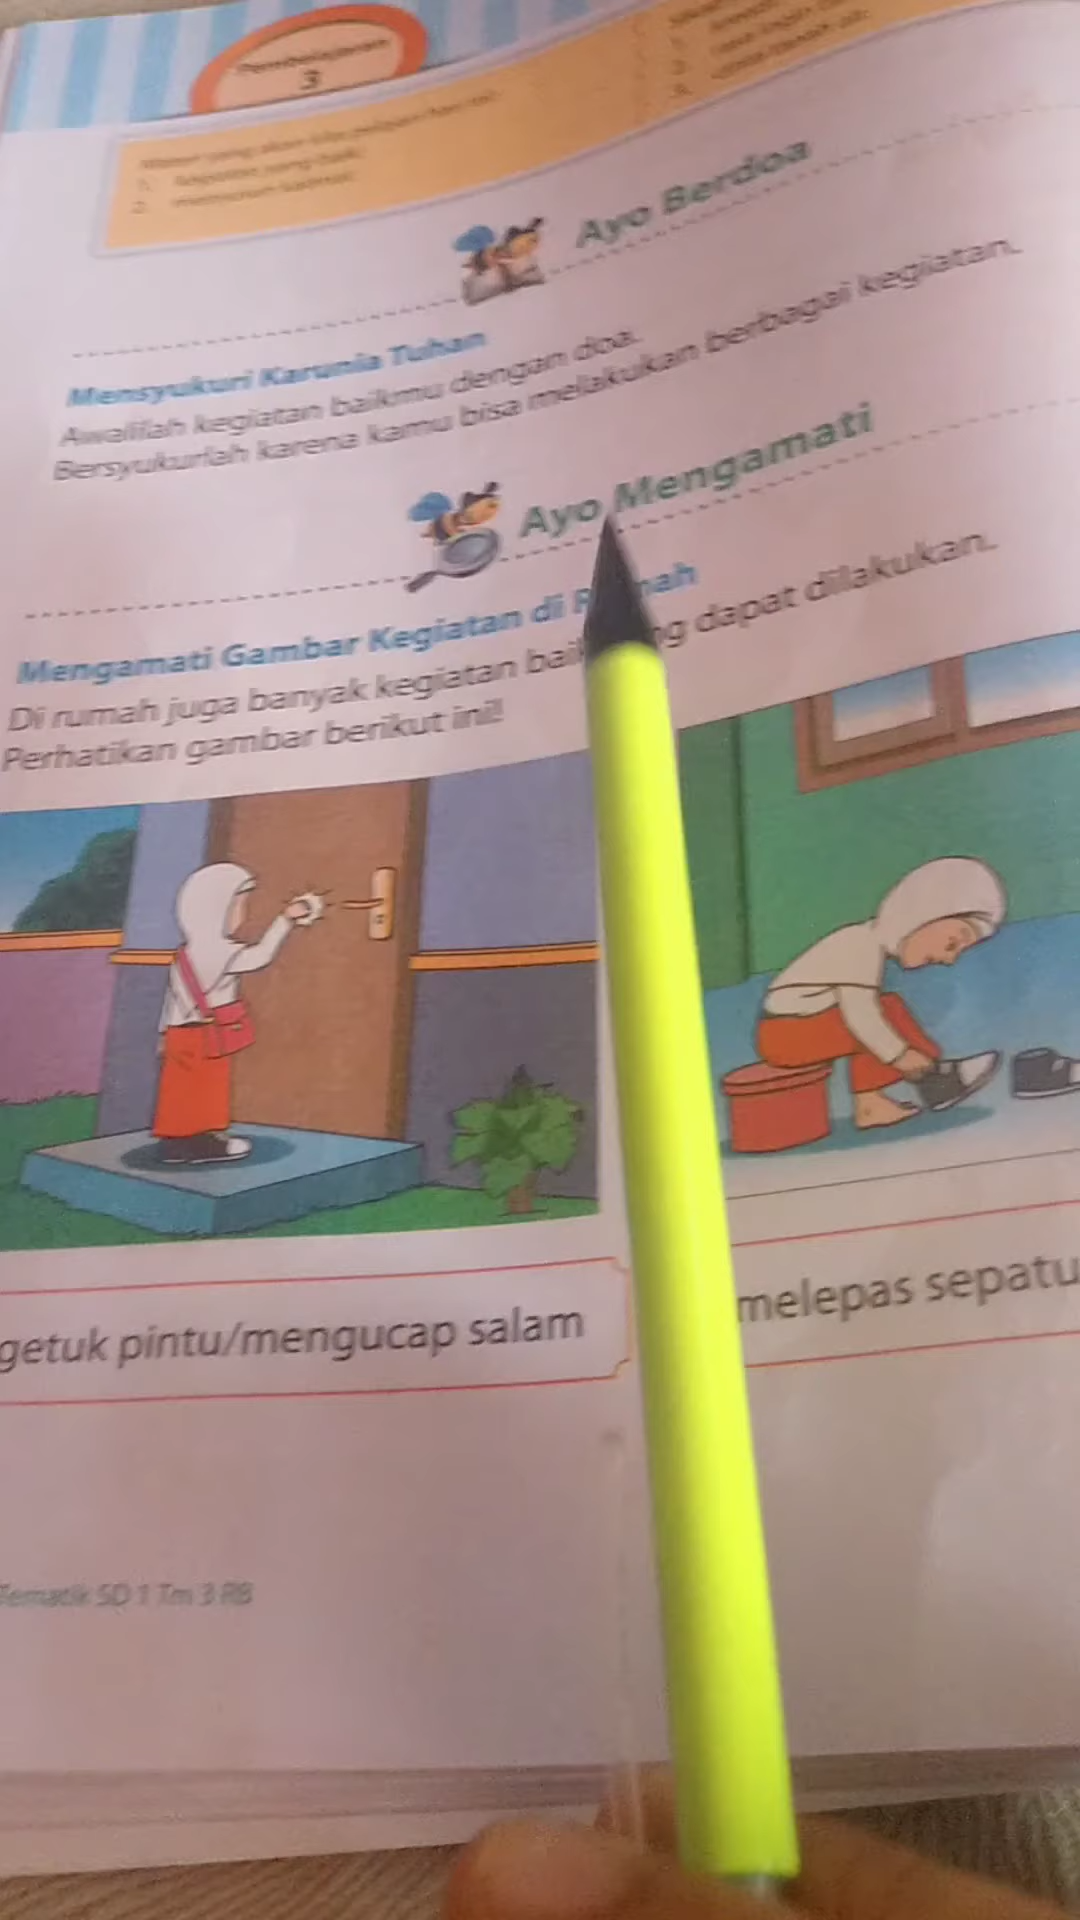 Pembelajaran
3
Ayo Berdoa
Mensyukuri Karunia Tuhan
Awalilah kegiatan baikmu dengan doa.
Bersyukurlah karena kamu bisa melakukan berbagai kegiatan.
Ayo Mengamati
Mengamati Gambar Kegiatan di
Di rumah juga banyak kegiatan dapat dilakukan.
Perhatikan gambar berikut ini!
getuk pintu/mengucap salam
melepas sepatu
Tematik SD 1 Tm 3 RB